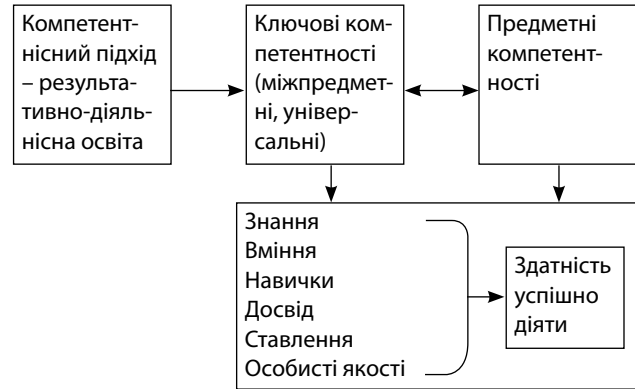 Компетент-
нісний підхід
– результа-
тивно-діяль-
нісна освіта
Ключові ком-
петентності
(міжпредмет-
ні, універ-
сальні)
Предметні
компетент-
ності
Знання
Вміння
Навички
Досвід
Ставлення
Особисті якості
Здатність
успішно
діяти